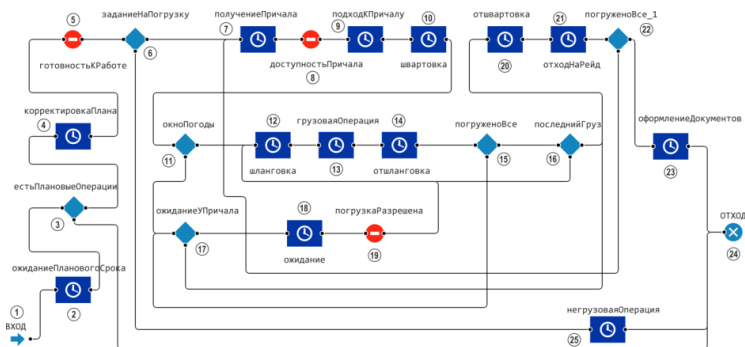 5
заданиеНаПогрузку
получениеПричала
9
подходКПричалу
10
отшвартовка
21
погруженоВсе_1
6
7
22
готовностьКРаботе
доступностьПричала
швартовка
20
отходНаРейд
8
корректировкаПлана
4
окноПогоды
12
грузоваяОперация
14
погруженоВсе
последнийГруз
оформлениеДокументов
11
шланговка
13
отшланговка
15
16
23
естьПлановыеОперации
3
ожиданиеУПричала
18
погрузкаРазрешена
ОТХОД
17
ожидание
19
24
ожиданиеПлановогоСрока
1
2
ВХОД
негрузоваяОперация
25